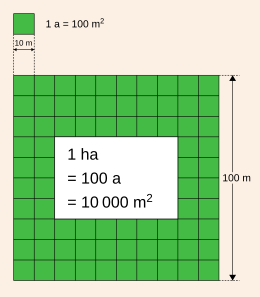 1 a = 100 m²
10 m
1 ha
= 100 a
= 10 000 m²
100 m